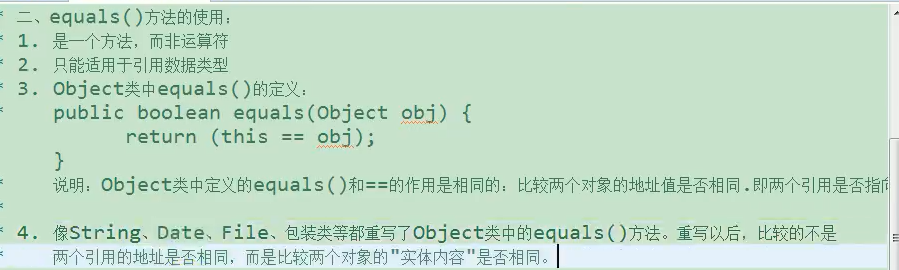 * 二、equals()方法的使用:
* 1. 是一个方法,而非运算符
* 2. 只能适用于引用数据类型
* 3. Object类中equals()的定义:
* public boolean equals(Object obj) {
* return (this == obj);
* }
* 说明:Object类中定义的equals()和==的作用是相同的:比较两个对象的地址值是否相同.即两个引用是否指向
*
* 4. 像String、Date、File、包装类等都重写了Object类中的equals()方法。重写以后,比较的不是
* 两个引用的地址是否相同,而是比较两个对象的"实体内容"是否相同。